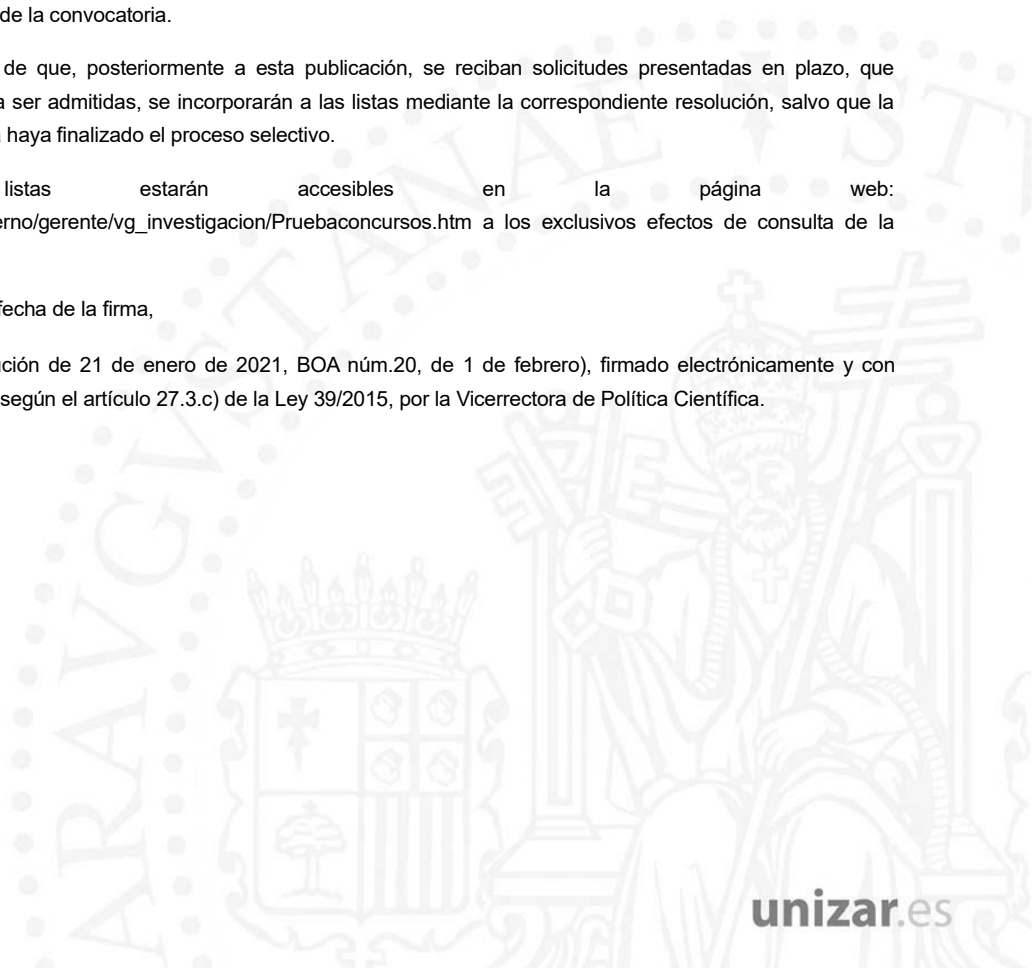 de la convocatoria.
de que, posteriormente a esta publicación, se reciban solicitudes presentadas en plazo, que
a ser admitidas, se incorporarán a las listas mediante la correspondiente resolución, salvo que la
haya finalizado el proceso selectivo.
listas estarán accesibles en la página web:
erno/gerente/vg_investigacion/Pruebaconcursos.htm a los exclusivos efectos de consulta de la
fecha de la firma,
ución de 21 de enero de 2021, BOA núm.20, de 1 de febrero), firmado electrónicamente y con
según el artículo 27.3.c) de la Ley 39/2015, por la Vicerrectora de Política Científica.
ARAVGVSTANAE STI
unizar.es